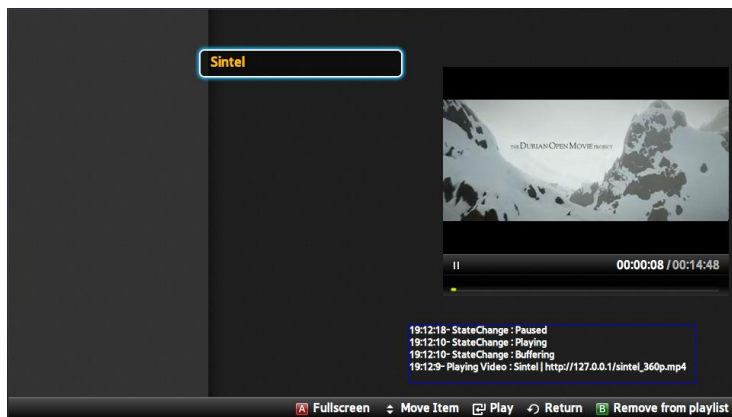 Sintel
THE DURIAN OPEN MOVIE PROJECT
00:00:08 / 00:14:48
19:12:18- StateChange : Paused
19:12:10- StateChange : Playing
19:12:10- StateChange : Buffering
19:12:9- Playing Video : Sintel | http://127.0.0.1/sintel_360p.mp4
A Fullscreen Move Item Play Return B Remove from playlist